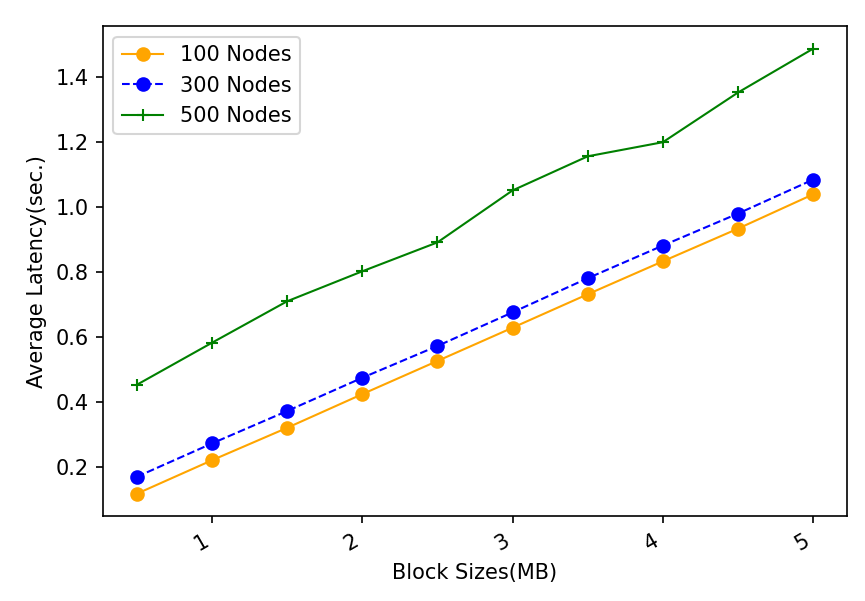 100 Nodes
300 Nodes
500 Nodes
1.4
1.2
1.0
0.8
0.6
0.4
0.2
Average Latency(sec.)
1
2
3
4
5
Block Sizes(MB)